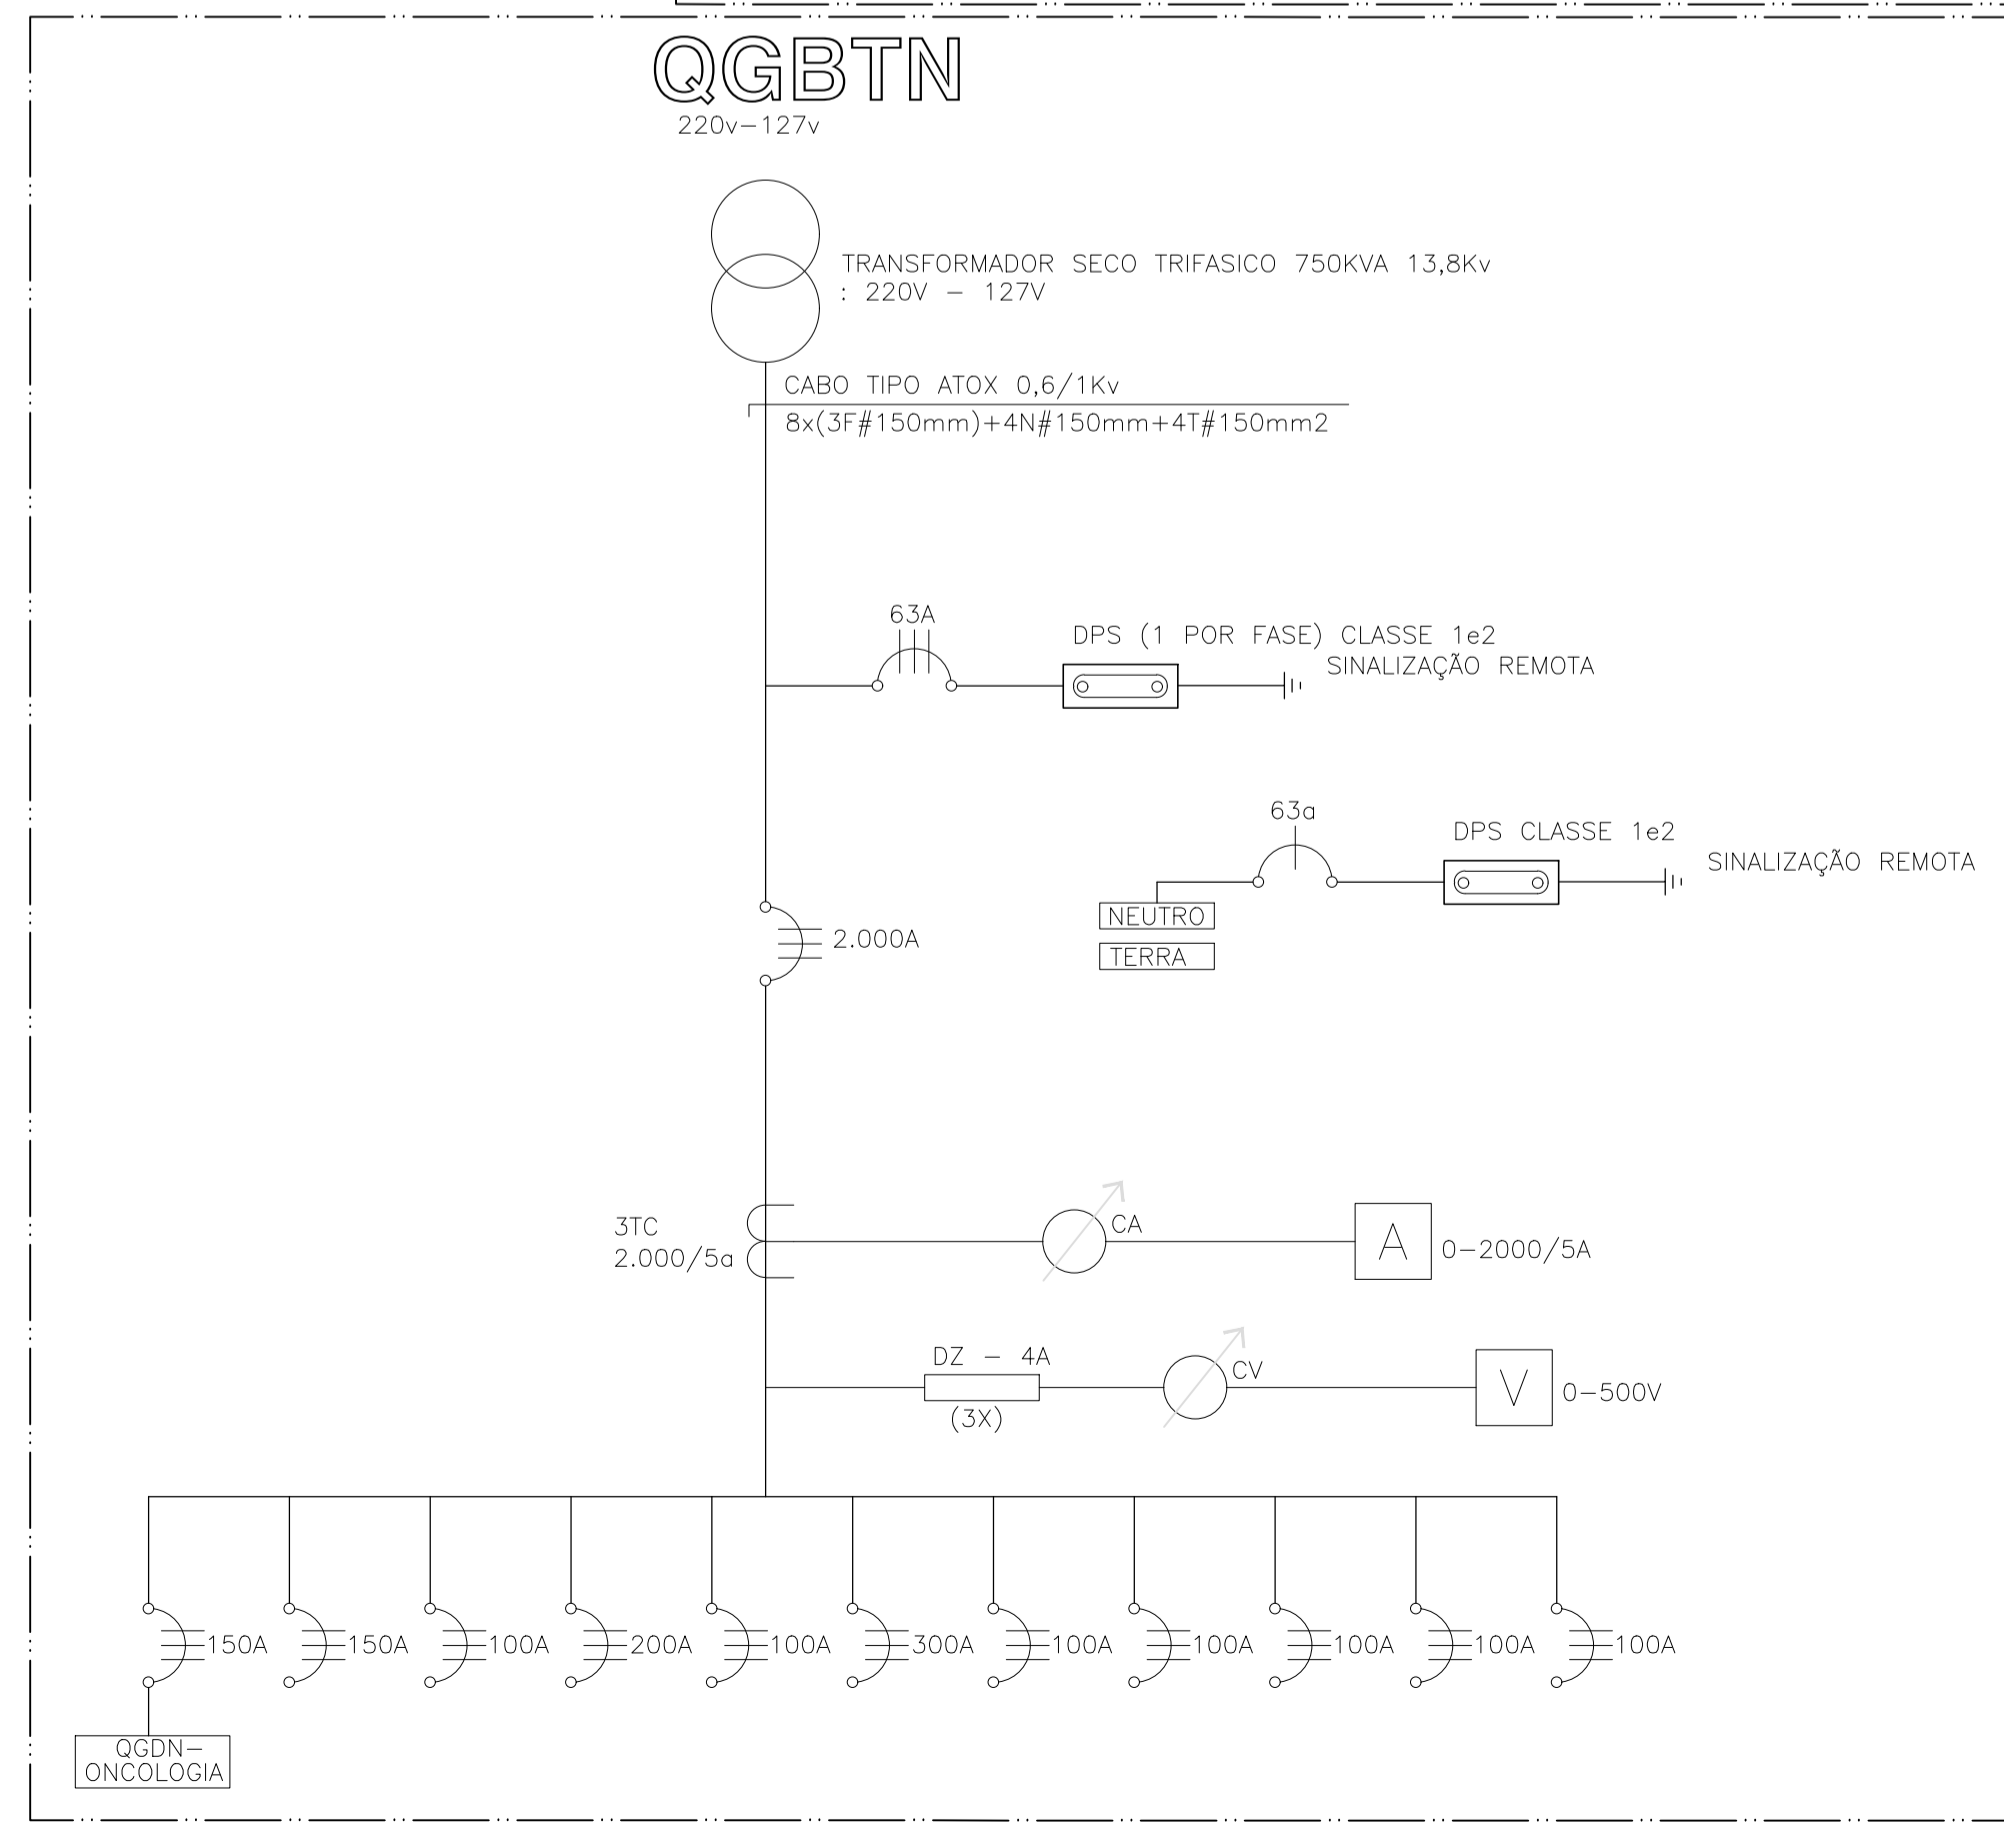 QGBTN
220v-127v
TRANSFORMADOR SECO TRIFASICO 750KVA 13,8Kv
: 220V - 127V
CABO TIPO ATOX 0,6/1Kv
8x(3F#150mm)+4N#150mm+4T#150mm2
63A
DPS (1 POR FASE) CLASSE 1e2
SINALIZAÇÃO REMOTA
63a
DPS CLASSE 1e2
SINALIZAÇÃO REMOTA
NEUTRO
TERRA
2.000A
3TC
2.000/5a
CA
A
0-2000/5A
DZ - 4A
(3X)
CV
V
0-500V
150A
150A
100A
200A
100A
300A
100A
100A
100A
100A
100A
QGDN-
ONCOLOGIA